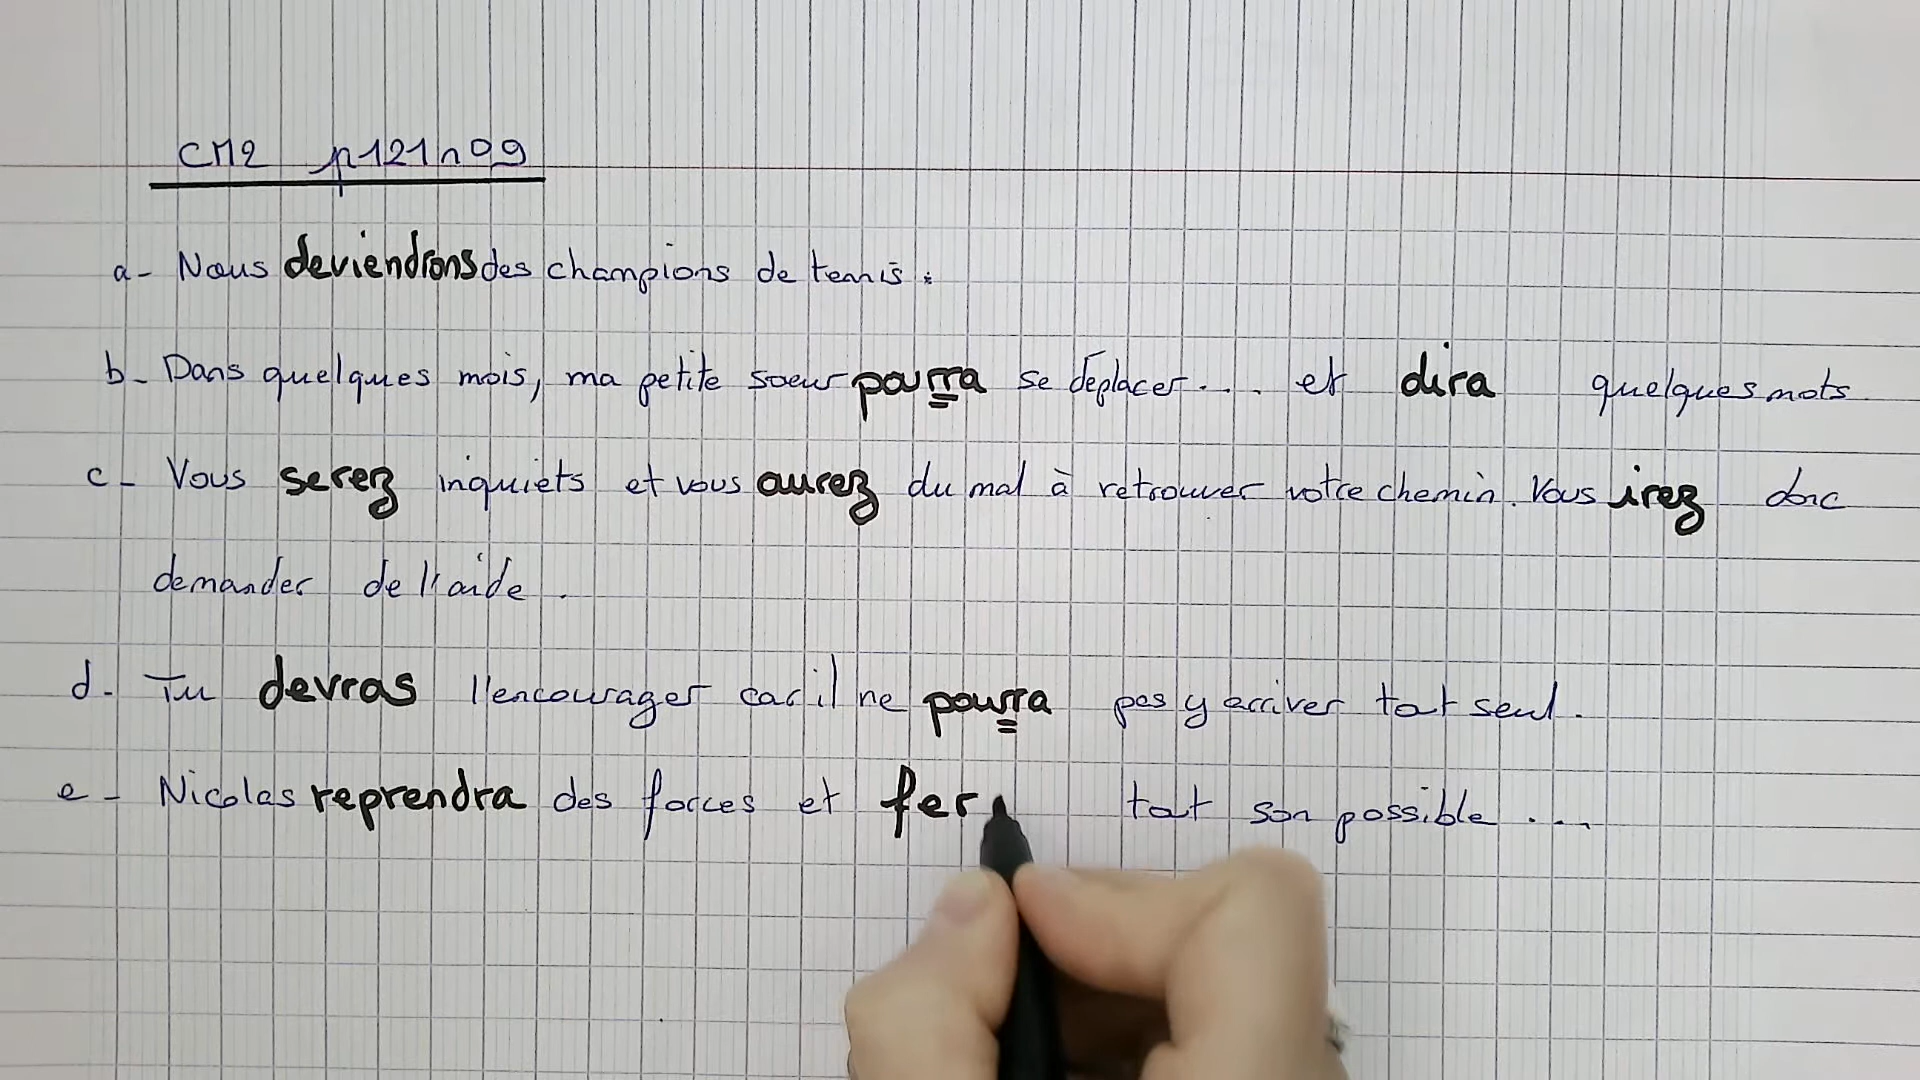 CM2 p121 n°9
a- Nous deviendrons des champions de tennis.
b- Dans quelques mois, ma petite soeur pourra se déplacer... et dira quelques mots
c- Vous serez inquiets et vous aurez du mal à retrouver votre chemin. Vous irez donc
demander de l'aide.
d- Tu devras l'encourager car il ne pourra pas y arriver tout seul.
e- Nicolas reprendra des forces et fer tout son possible...